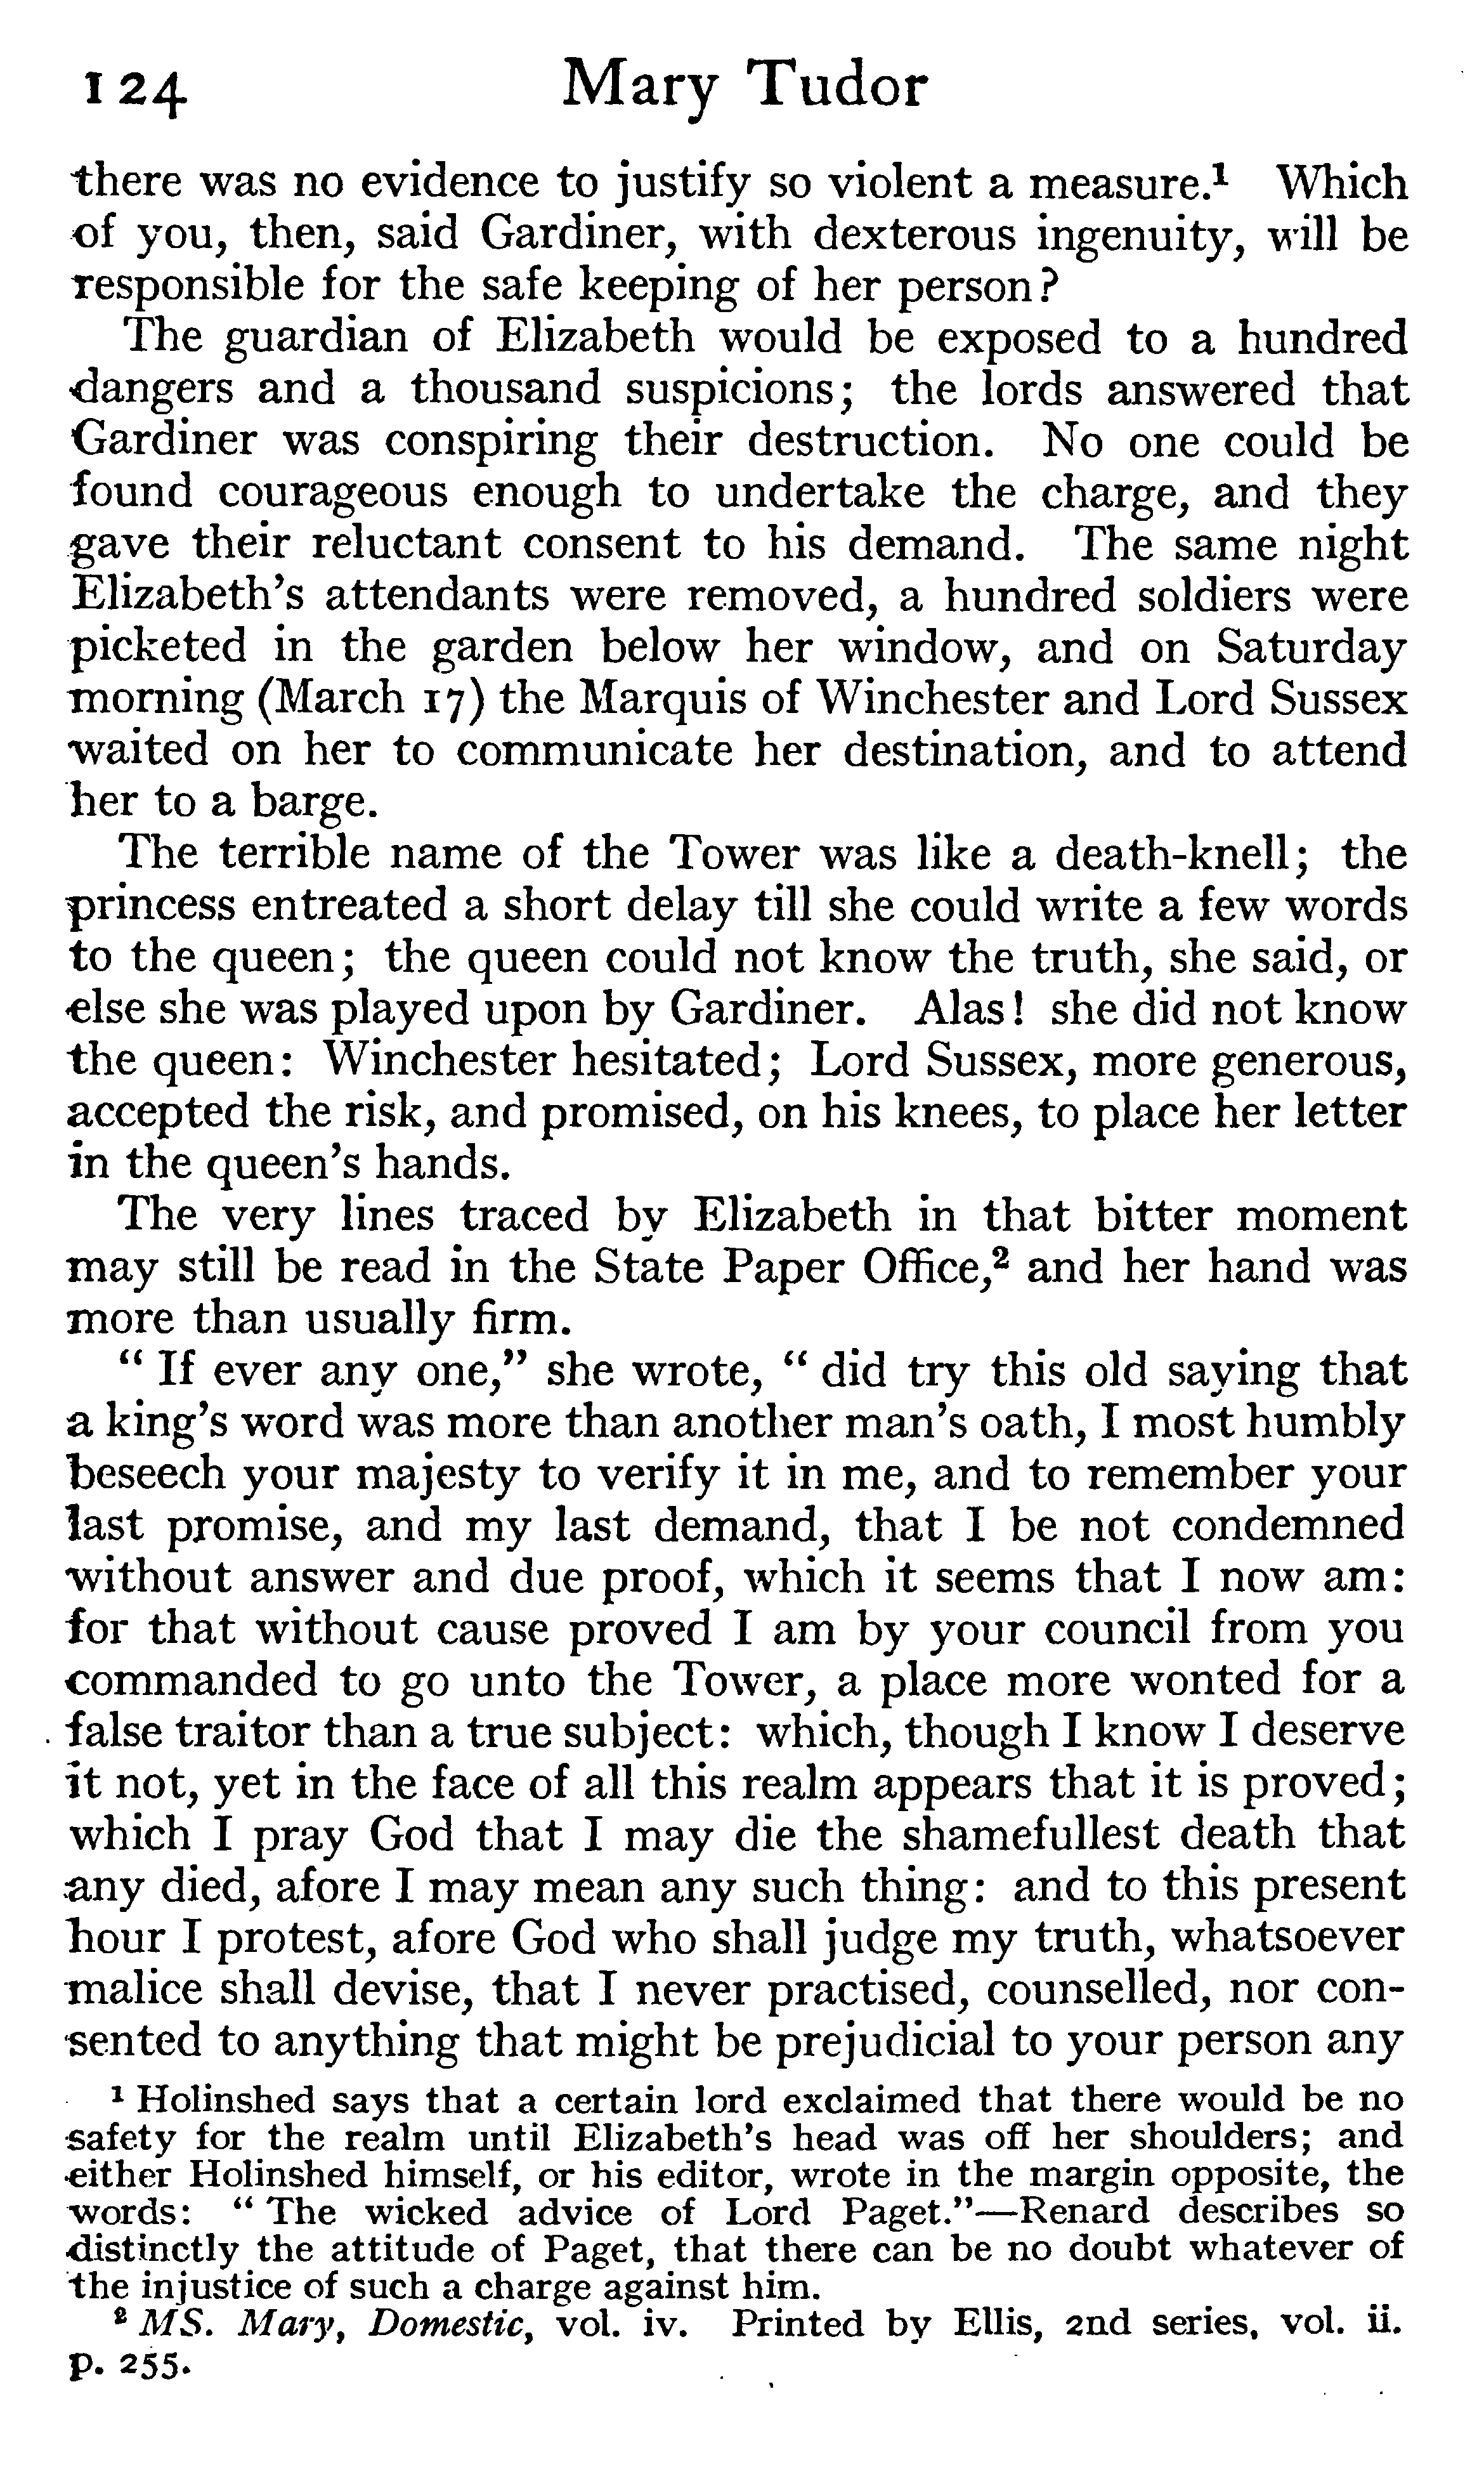 124 Mary Tudor
there was no evidence to justify so violent a measure.¹ Which
of you, then, said Gardiner, with dexterous ingenuity, will be
responsible for the safe keeping of her person?
The guardian of Elizabeth would be exposed to a hundred
dangers and a thousand suspicions; the lords answered that
Gardiner was conspiring their destruction. No one could be
found courageous enough to undertake the charge, and they
gave their reluctant consent to his demand. The same night
Elizabeth's attendants were removed, a hundred soldiers were
picketed in the garden below her window, and on Saturday
morning (March 17) the Marquis of Winchester and Lord Sussex
waited on her to communicate her destination, and to attend
her to a barge.
The terrible name of the Tower was like a death-knell; the
princess entreated a short delay till she could write a few words
to the queen; the queen could not know the truth, she said, or
else she was played upon by Gardiner. Alas! she did not know
the queen: Winchester hesitated; Lord Sussex, more generous,
accepted the risk, and promised, on his knees, to place her letter
in the queen's hands.
The very lines traced by Elizabeth in that bitter moment
may still be read in the State Paper Office,² and her hand was
more than usually firm.
" If ever any one," she wrote, " did try this old saying that
a king's word was more than another man's oath, I most humbly
beseech your majesty to verify it in me, and to remember your
last promise, and my last demand, that I be not condemned
without answer and due proof, which it seems that I now am:
for that without cause proved I am by your council from you
commanded to go unto the Tower, a place more wonted for a
false traitor than a true subject: which, though I know I deserve
it not, yet in the face of all this realm appears that it is proved;
which I pray God that I may die the shamefullest death that
any died, afore I may mean any such thing: and to this present
hour I protest, afore God who shall judge my truth, whatsoever
malice shall devise, that I never practised, counselled, nor con-
sented to anything that might be prejudicial to your person any
¹ Holinshed says that a certain lord exclaimed that there would be no
safety for the realm until Elizabeth's head was off her shoulders; and
either Holinshed himself, or his editor, wrote in the margin opposite, the
words: " The wicked advice of Lord Paget."—Renard describes so
distinctly the attitude of Paget, that there can be no doubt whatever of
the injustice of such a charge against him.
² MS. Mary, Domestic, vol. iv. Printed by Ellis, 2nd series, vol. ii.
p. 255.